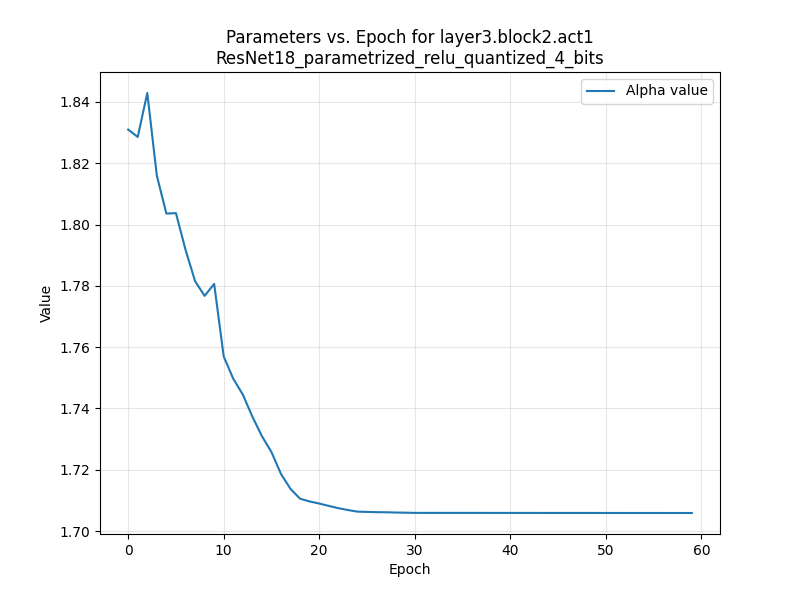 Parameters vs. Epoch for layer3.block2.act1
ResNet18_parametrized_relu_quantized_4_bits
Alpha value
1.84
1.82
1.80
1.78
1.76
1.74
1.72
1.70
Value
0 10 20 30 40 50 60
Epoch